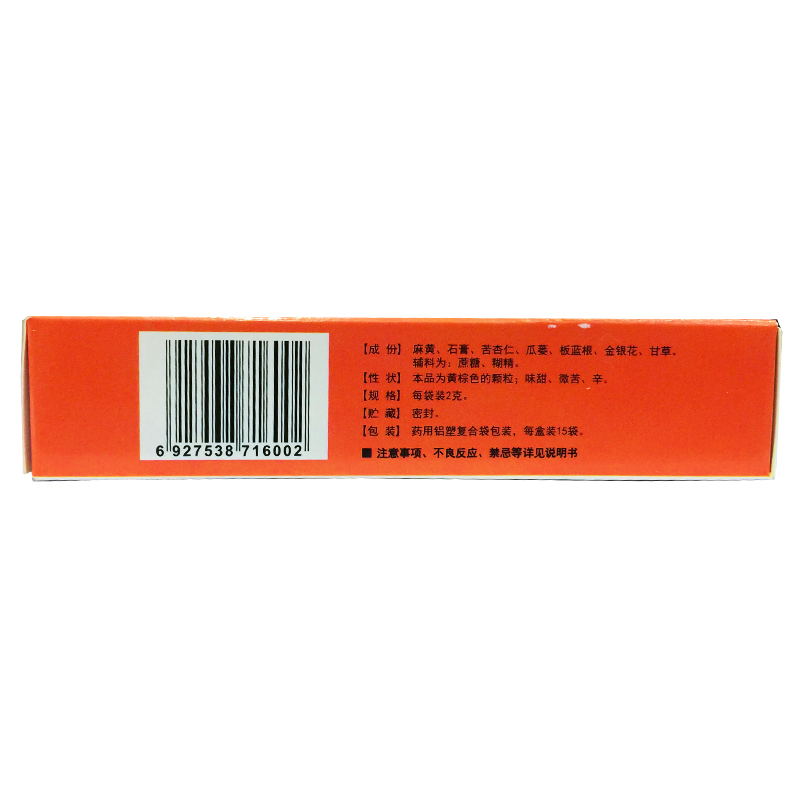 【成 份】 麻黄、石膏、苦杏仁、瓜蒌、板蓝根、金银花、甘草。
辅料为：蔗糖、糊精。
【性 状】 本品为黄棕色的颗粒；味甜、微苦、辛。
【规 格】 每袋装2克。
【贮 藏】 密封。
【包 装】 药用铝塑复合袋包装，每盒装15袋。
■ 注意事项、不良反应、禁忌等详见说明书
6 927538 716002